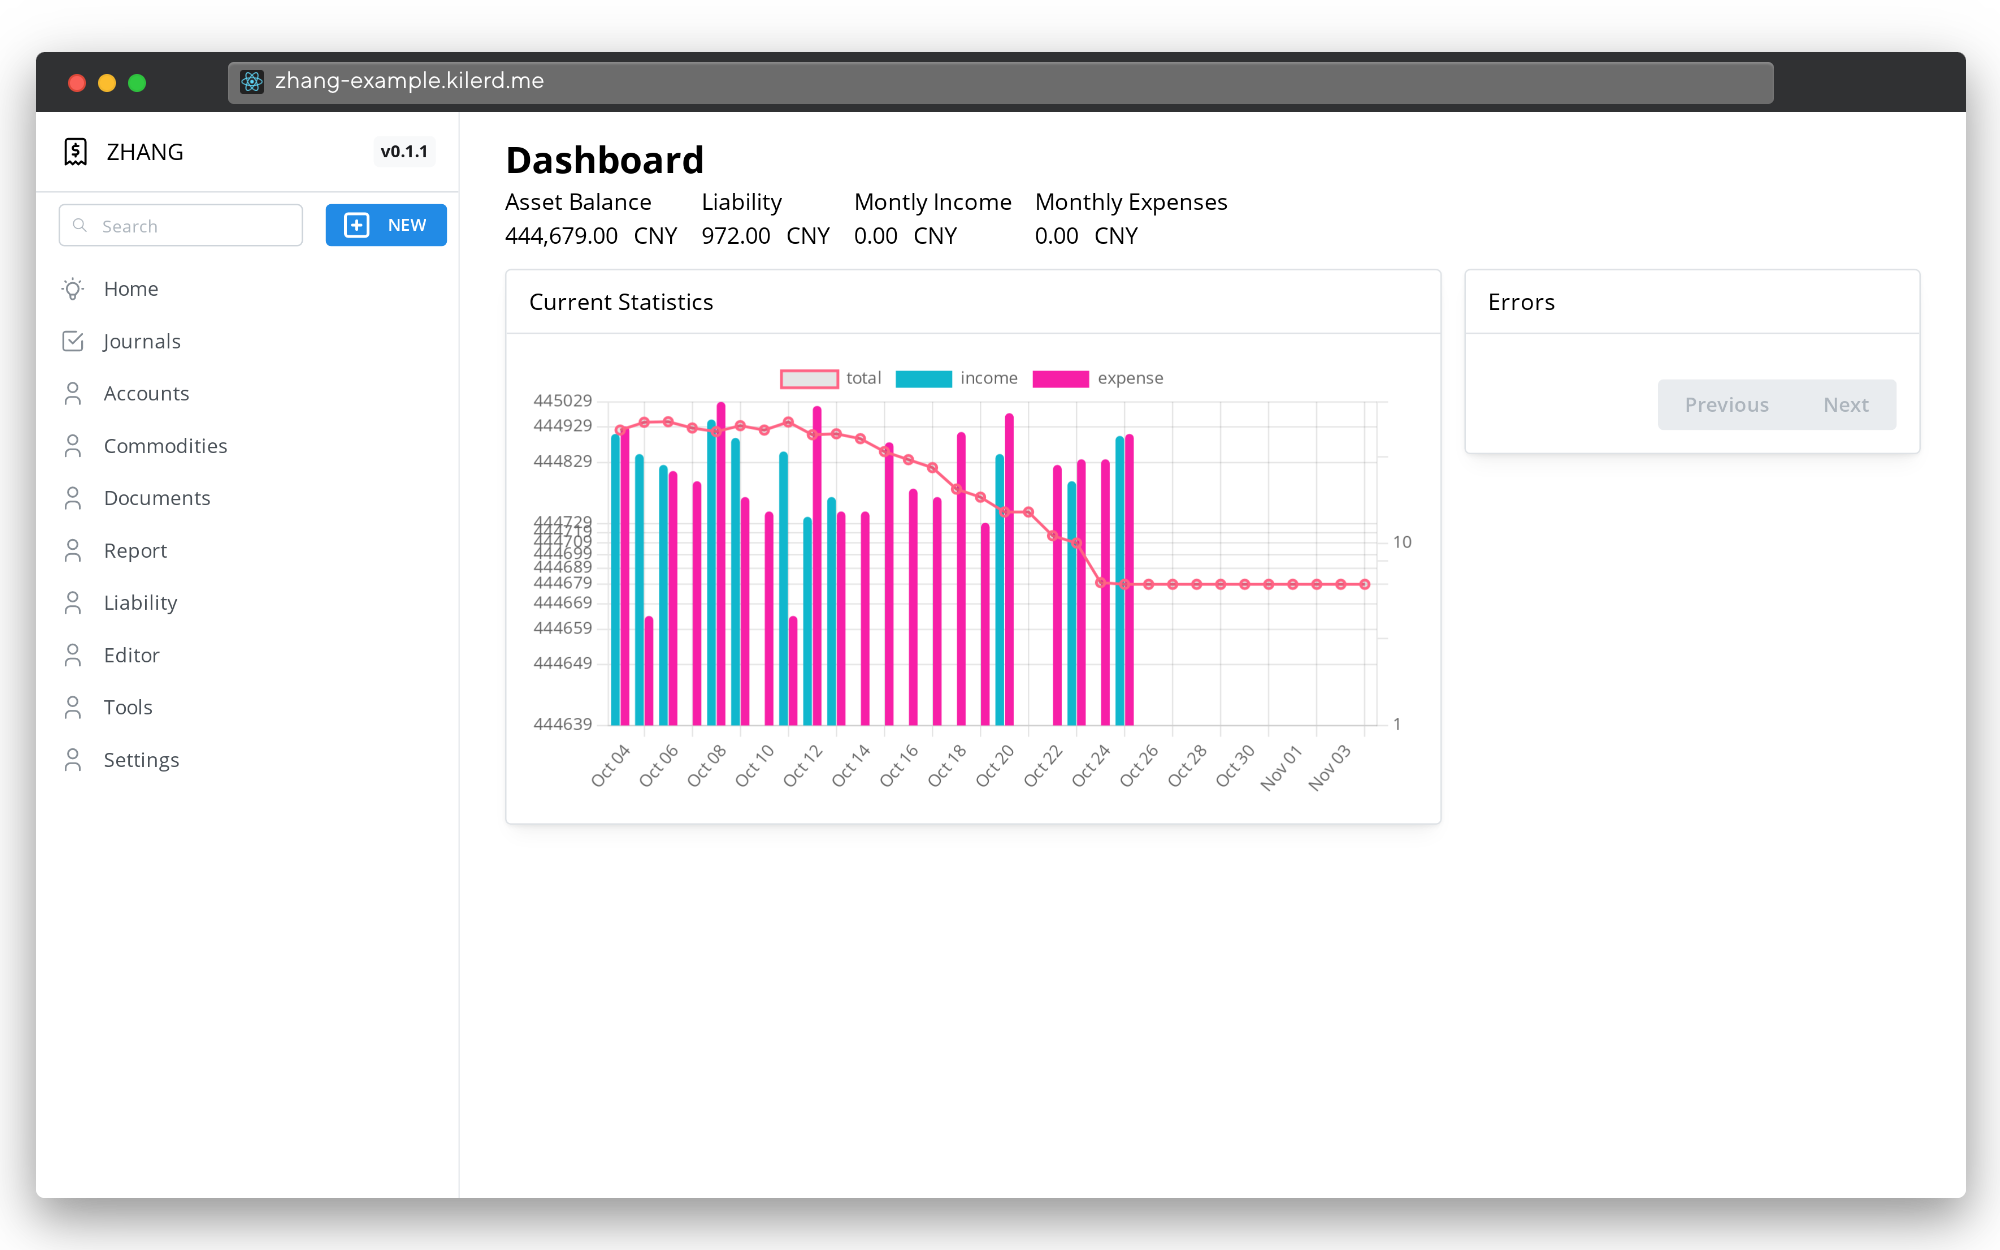 zhang-example.kilerd.me
ZHANG
v0.1.1
Search
NEW
Home
Journals
Accounts
Commodities
Documents
Report
Liability
Editor
Tools
Settings
Dashboard
Asset Balance Liability Montly Income Monthly Expenses
444,679.00 CNY 972.00 CNY 0.00 CNY 0.00 CNY
Current Statistics
total income expense
445029
444929
444829
444729
444719
444709
444699
444689
444679
444669
444659
444649
444639
10
1
Oct 04 Oct 06 Oct 08 Oct 10 Oct 12 Oct 14 Oct 16 Oct 18 Oct 20 Oct 22 Oct 24 Oct 26 Oct 28 Oct 30 Nov 01 Nov 03
Errors
Previous Next